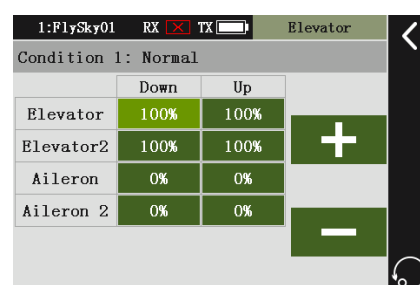 1:FlySky01 RX TX Elevator
Condition 1: Normal
Down Up
Elevator 100% 100%
Elevator2 100% 100%
Aileron 0% 0%
Aileron 2 0% 0%